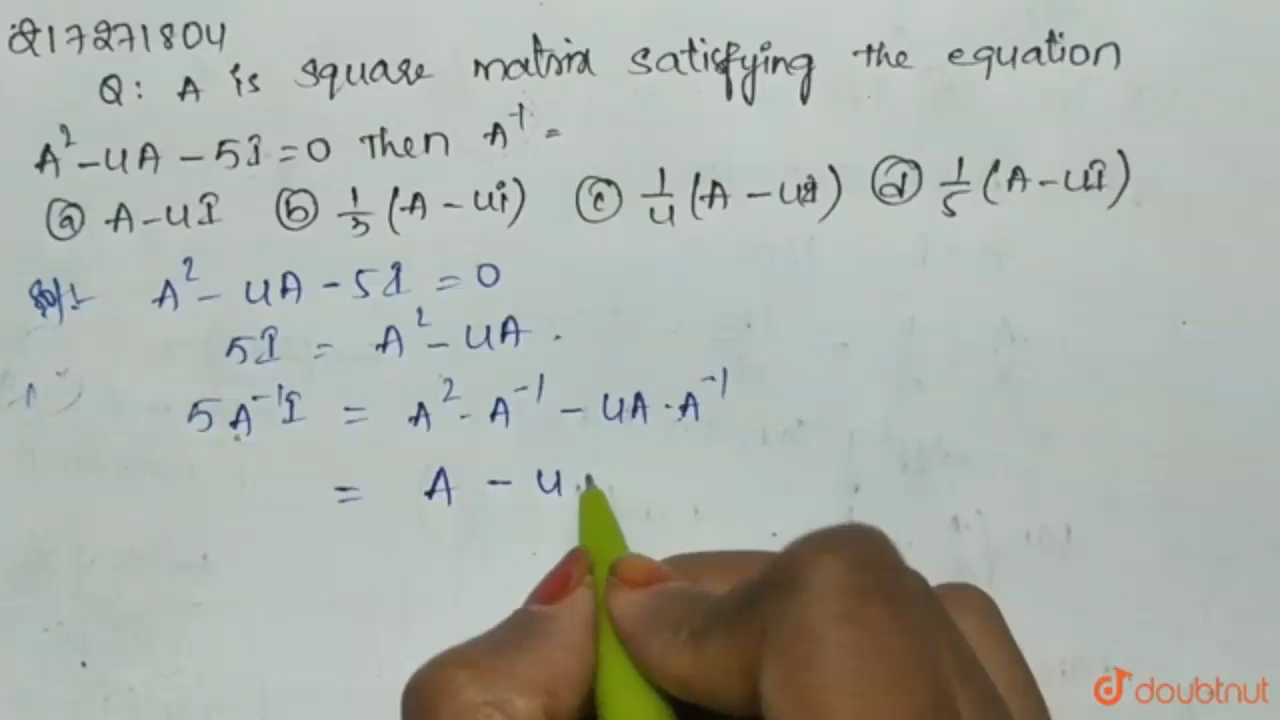 Q17271804
Q: A is square matrix satisfying the equation
A² - 4A - 5I = 0 Then A⁻¹ =
ⓐ A - 4I ⓑ 1/3 (A - 4I) ⓒ 1/4 (A - 4I) ⓓ 1/5 (A - 4I)
Sol:- A² - 4A - 5I = 0
5I = A² - 4A .
5A⁻¹I = A² · A⁻¹ - 4A · A⁻¹
= A - 4
doubtnut